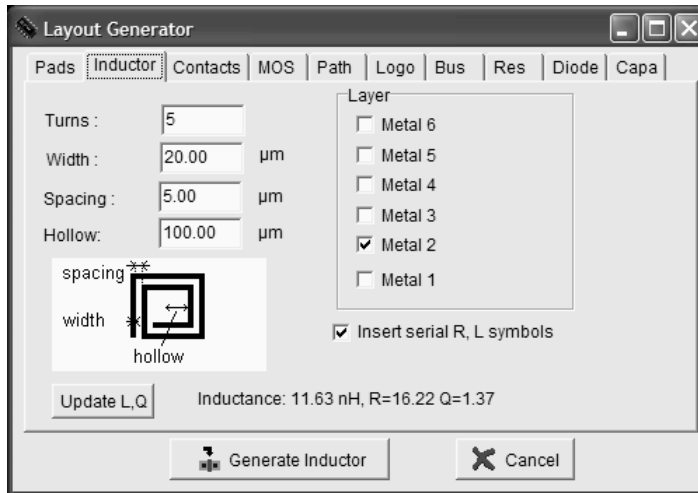 Layout Generator
Pads Inductor Contacts MOS Path Logo Bus Res Diode Capa
Turns : 5
Width : 20.00 µm
Spacing : 5.00 µm
Hollow: 100.00 µm
Layer
Metal 6
Metal 5
Metal 4
Metal 3
Metal 2
Metal 1
spacing
width
hollow
Insert serial R, L symbols
Update L,Q
Inductance: 11.63 nH, R=16.22 Q=1.37
Generate Inductor
Cancel